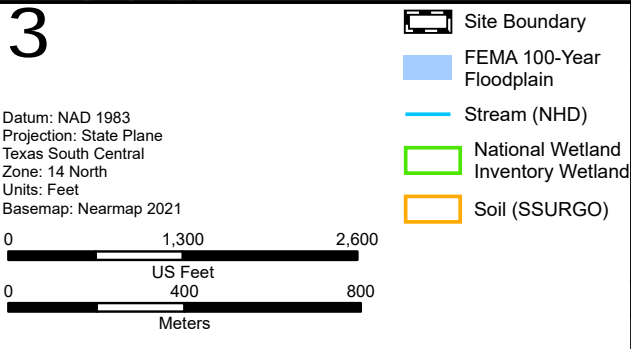 3
Datum: NAD 1983
Projection: State Plane
Texas South Central
Zone: 14 North
Units: Feet
Basemap: Nearmap 2021
0 1,300 2,600
US Feet
0 400 800
Meters
Site Boundary
FEMA 100-Year
Floodplain
Stream (NHD)
National Wetland
Inventory Wetland
Soil (SSURGO)